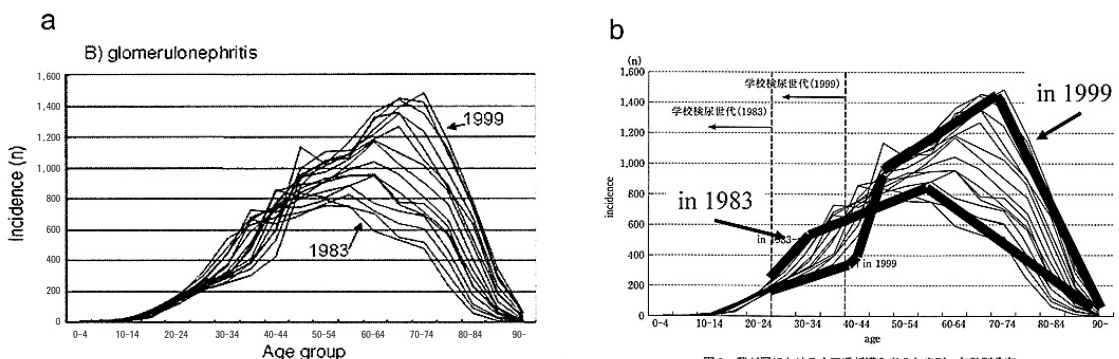 a
B) glomerulonephritis
1,600
1,400
1,200
1,000
800
600
400
200
0
Incidence (n)
1999
1983
0-4
10-14
20-24
30-34
40-44
50-54
60-64
70-74
80-84
90-
Age group
b
(n)
1,600
1,400
1,200
1,000
800
600
400
200
0
incidence
学校検尿世代(1999)
学校検尿世代(1983)
in 1999
in 1983
in 1983
in 1999
0-4
10-14
20-24
30-34
40-44
50-54
60-64
70-74
80-84
90-
age